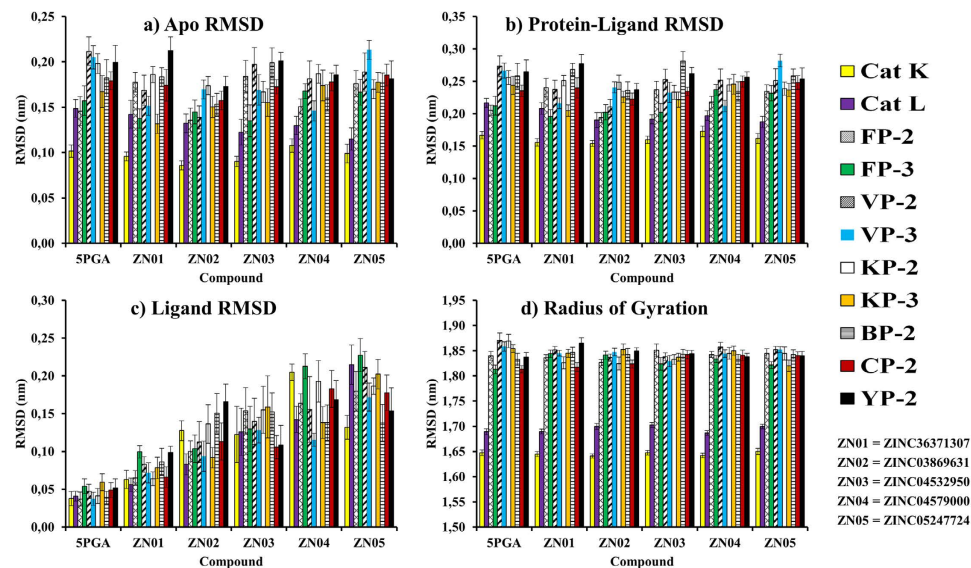 a) Apo RMSD
0,25
0,20
0,15
0,10
0,05
0,00
RMSD (nm)
5PGA ZN01 ZN02 ZN03 ZN04 ZN05
Compound
b) Protein-Ligand RMSD
0,35
0,30
0,25
0,20
0,15
0,10
0,05
0,00
RMSD (nm)
5PGA ZN01 ZN02 ZN03 ZN04 ZN05
Compound
c) Ligand RMSD
0,30
0,25
0,20
0,15
0,10
0,05
0,00
RMSD (nm)
5PGA ZN01 ZN02 ZN03 ZN04 ZN05
Compound
d) Radius of Gyration
1,95
1,90
1,85
1,80
1,75
1,70
1,65
1,60
1,55
1,50
RMSD (nm)
5PGA ZN01 ZN02 ZN03 ZN04 ZN05
Compound
Cat K
Cat L
FP-2
FP-3
VP-2
VP-3
KP-2
KP-3
BP-2
CP-2
YP-2
ZN01 = ZINC36371307
ZN02 = ZINC03869631
ZN03 = ZINC04532950
ZN04 = ZINC04579000
ZN05 = ZINC05247724